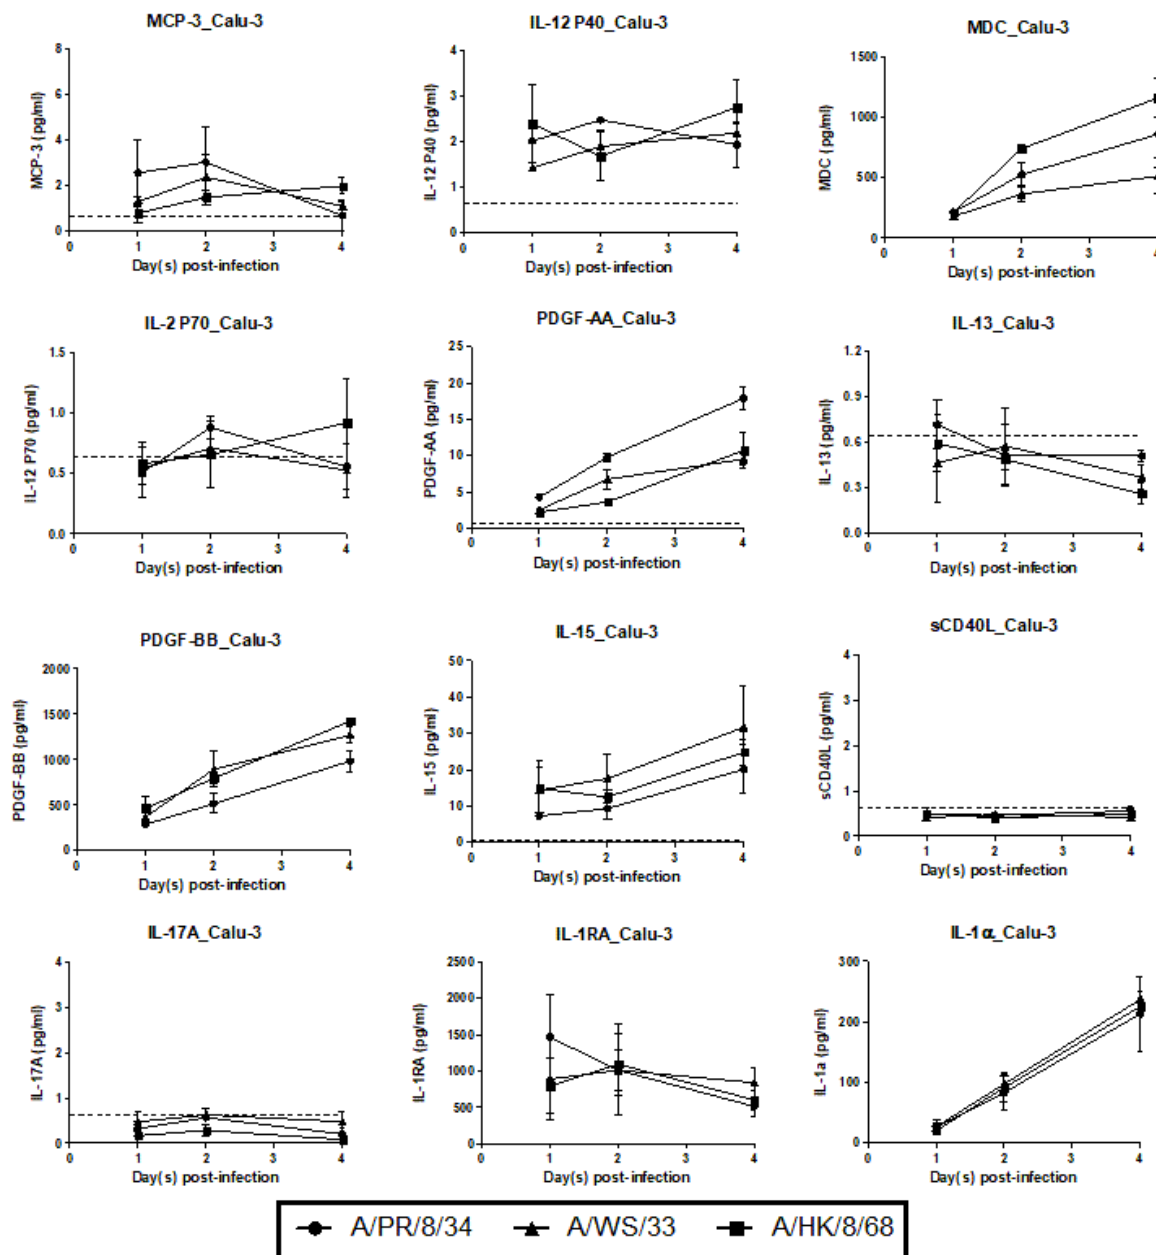 MCP-3_Calu-3
8
6
4
2
0
MCP-3 (pg/ml)
0 1 2 3 4
Day(s) post-infection
IL-12 P40_Calu-3
4
3
2
1
0
IL-12 P40 (pg/ml)
0 1 2 3 4
Day(s) post-infection
MDC_Calu-3
1500
1000
500
0
MDC (pg/ml)
0 1 2 3 4
Day(s) post-infection
IL-2 P70_Calu-3
1.5
1.0
0.5
0.0
IL-12 P70 (pg/ml)
0 1 2 3 4
Day(s) post-infection
PDGF-AA_Calu-3
25
20
15
10
5
0
PDGF-AA (pg/ml)
0 1 2 3 4
Day(s) post-infection
IL-13_Calu-3
1.2
0.9
0.6
0.3
0.0
IL-13 (pg/ml)
0 1 2 3 4
Day(s) post-infection
PDGF-BB_Calu-3
2000
1500
1000
500
0
PDGF-BB (pg/ml)
0 1 2 3 4
Day(s) post-infection
IL-15_Calu-3
50
40
30
20
10
0
IL-15 (pg/ml)
0 1 2 3 4
Day(s) post-infection
sCD40L_Calu-3
4
3
2
1
0
sCD40L (pg/ml)
0 1 2 3 4
Day(s) post-infection
IL-17A_Calu-3
4
3
2
1
0
IL-17A (pg/ml)
0 1 2 3 4
Day(s) post-infection
IL-1RA_Calu-3
2500
2000
1500
1000
500
0
IL-1RA (pg/ml)
0 1 2 3 4
Day(s) post-infection
IL-1α_Calu-3
300
200
100
0
IL-1a (pg/ml)
0 1 2 3 4
Day(s) post-infection
A/PR/8/34 A/WS/33 A/HK/8/68